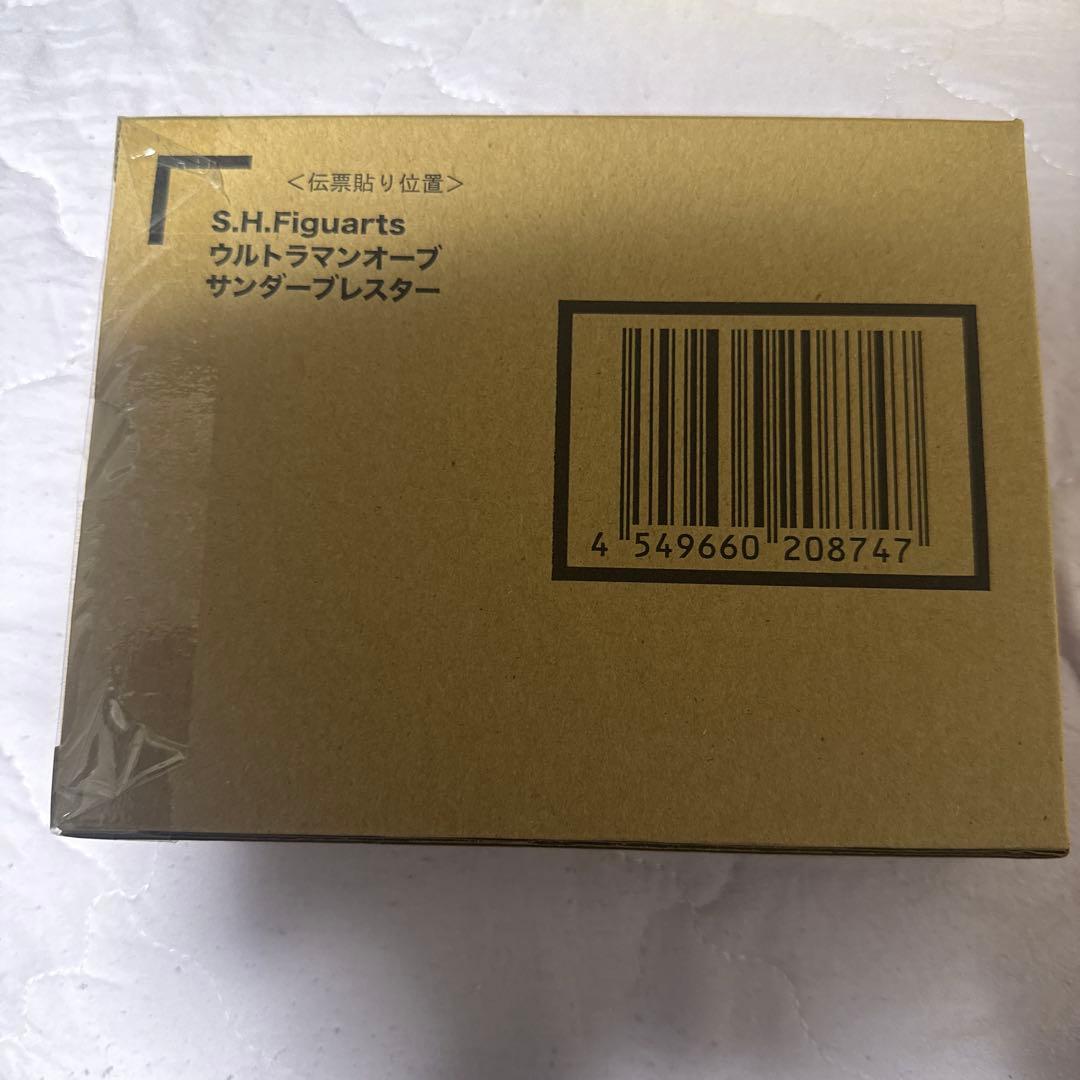 ＜伝票貼り位置＞
S.H.Figuarts
ウルトラマンオーブ
サンダーブレスター
4 549660 208747